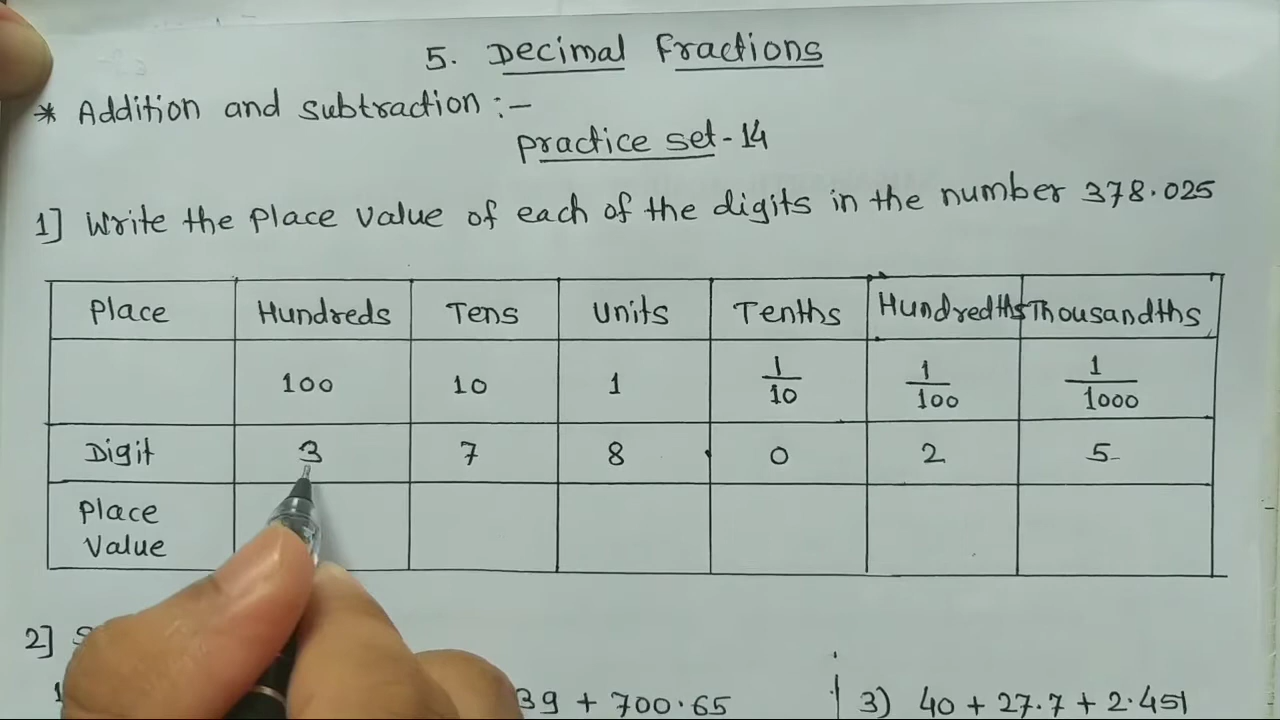 5. Decimal Fractions
* Addition and subtraction :-
Practice set - 14
1] Write the place value of each of the digits in the number 378.025
Place Hundreds Tens Units Tenths Hundredths Thousandths
100 10 1 1/10 1/100 1/1000
Digit 3 7 8 . 0 2 5
Place Value
2]
39 + 700.65 3) 40 + 27.7 + 2.451